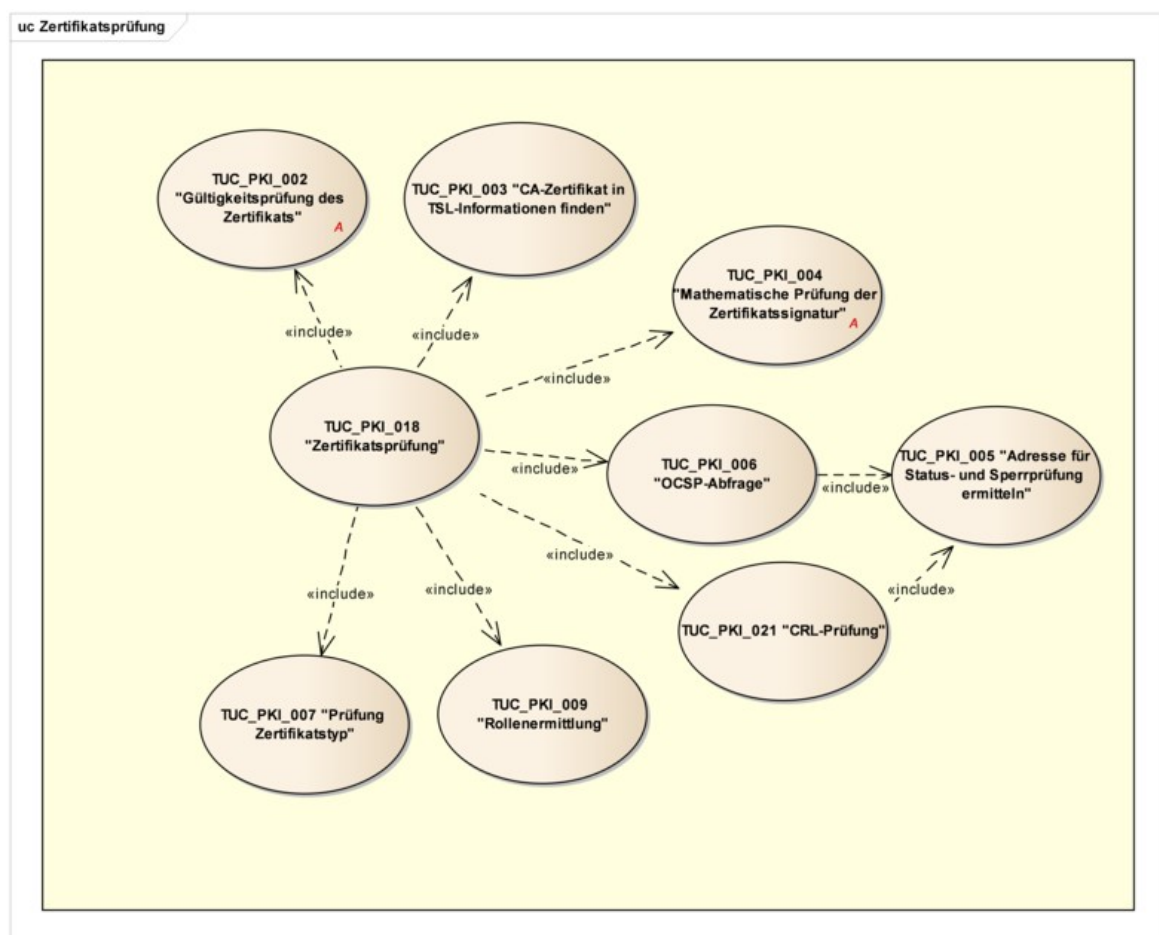 uc Zertifikatsprüfung
TUC_PKI_002
"Gültigkeitsprüfung des
Zertifikats"
A
TUC_PKI_003 "CA-Zertifikat in
TSL-Informationen finden"
TUC_PKI_004
"Mathematische Prüfung der
Zertifikatssignatur"
A
«include»
«include»
«include»
TUC_PKI_018
"Zertifikatsprüfung"
«include»
TUC_PKI_006
"OCSP-Abfrage"
«include»
TUC_PKI_005 "Adresse für
Status- und Sperrprüfung
ermitteln"
«include»
«include»
TUC_PKI_021 "CRL-Prüfung"
«include»
«include»
TUC_PKI_007 "Prüfung
Zertifikatstyp"
TUC_PKI_009
"Rollenermittlung"